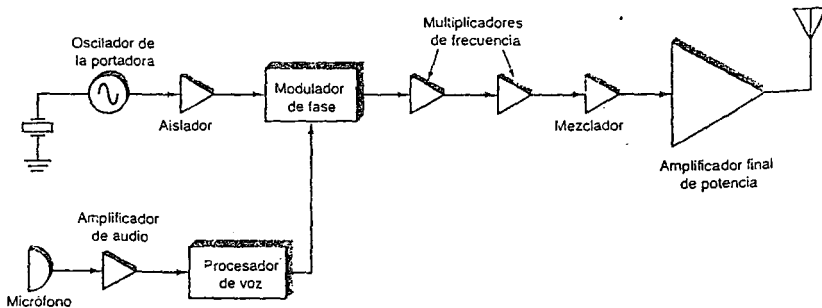 Oscilador de
la portadora
Aislador
Modulador
de fase
Multiplicadores
de frecuencia
Mezclador
Amplificador final
de potencia
Amplificador
de audio
Micrófono
Procesador
de voz